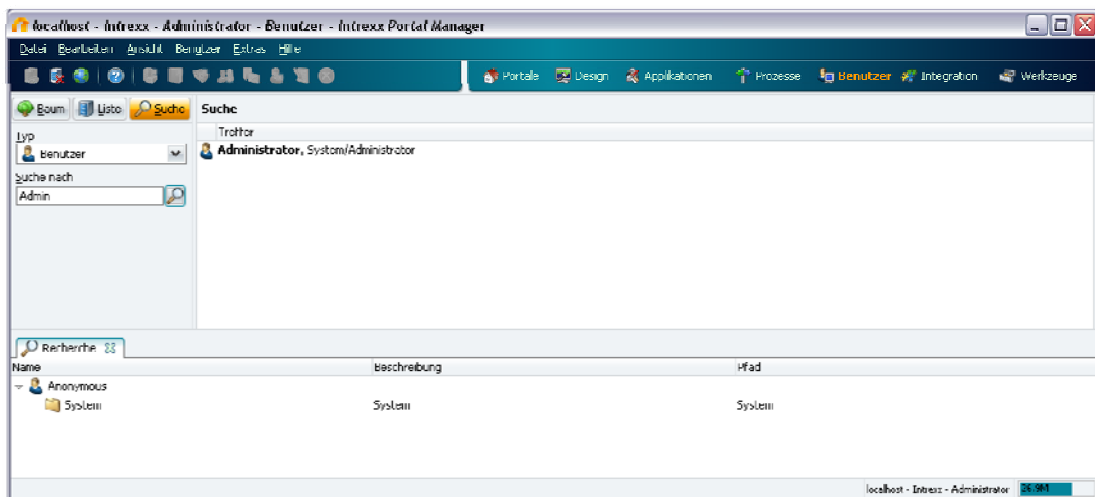 localhost - Intrexx - Administrator - Benutzer - Intrexx Portal Manager
Datei Bearbeiten Ansicht Benutzer Extras Hilfe
Portale Design Applikationen Prozesse Benutzer Integration Werkzeuge
Baum Liste Suche
Suche
Treffer
Typ
Benutzer
Administrator, System/Administrator
Suche nach
Admin
Recherche
Name Beschreibung Pfad
Anonymous
System System System
localhost - Intrexx - Administrator 26.9M